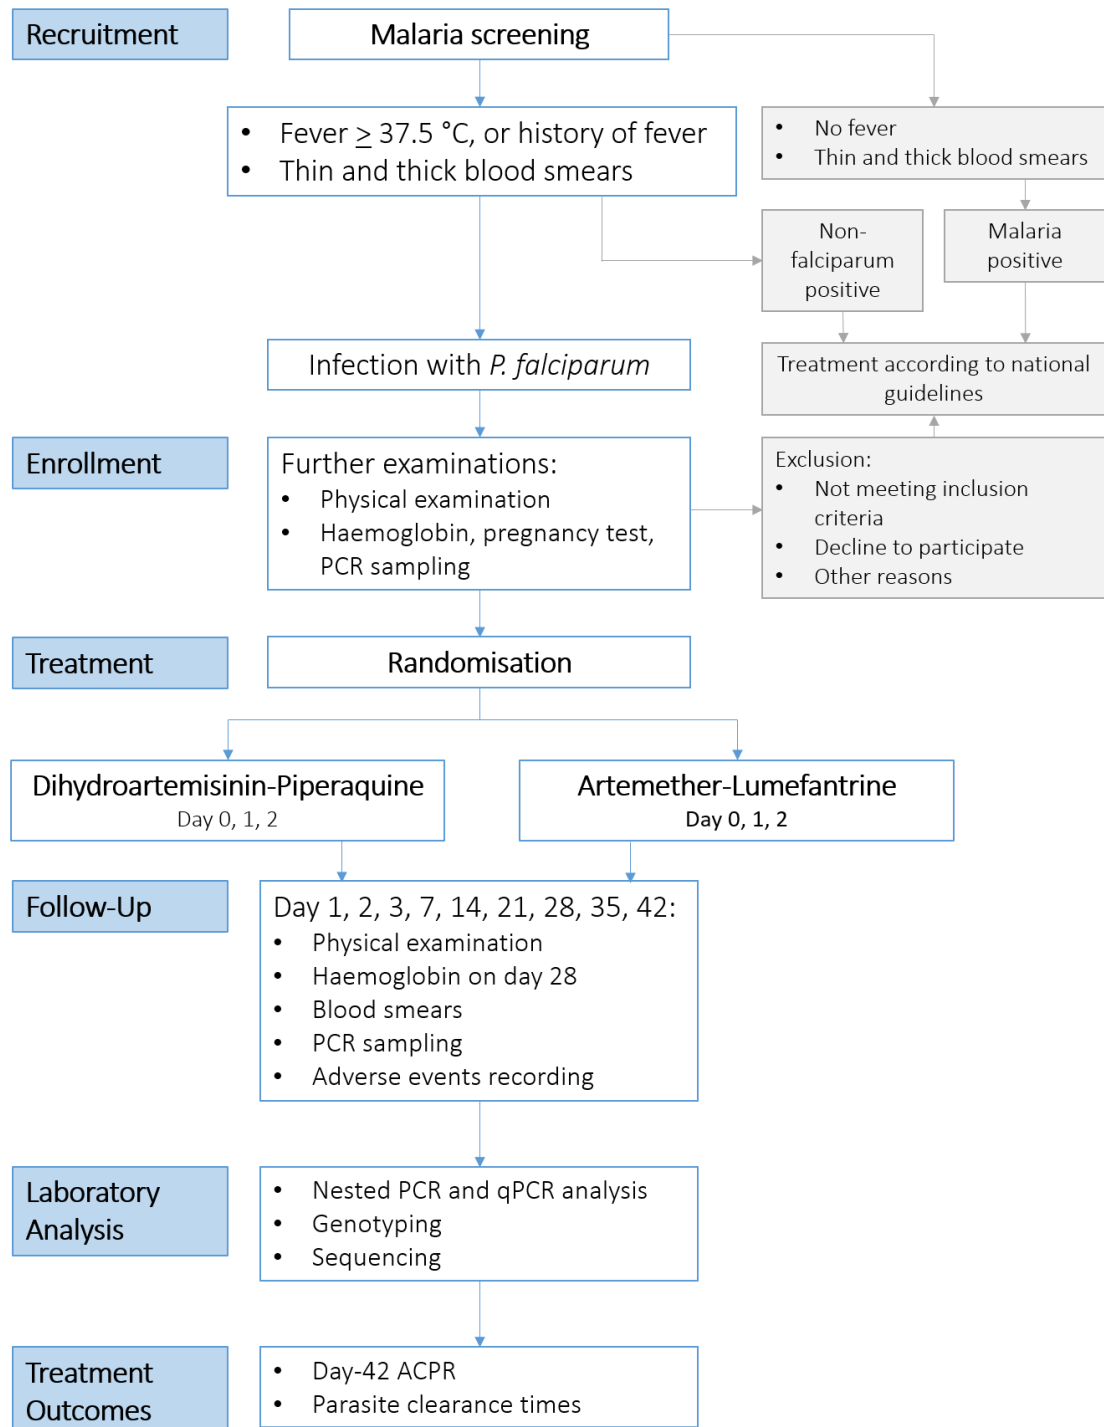 Recruitment
Malaria screening
• Fever ≥ 37.5 °C, or history of fever
• Thin and thick blood smears
• No fever
• Thin and thick blood smears
Non-
falciparum
positive
Malaria
positive
Infection with P. falciparum
Treatment according to national
guidelines
Enrollment
Further examinations:
• Physical examination
• Haemoglobin, pregnancy test,
PCR sampling
Exclusion:
• Not meeting inclusion
criteria
• Decline to participate
• Other reasons
Treatment
Randomisation
Dihydroartemisinin-Piperaquine
Day 0, 1, 2
Artemether-Lumefantrine
Day 0, 1, 2
Follow-Up
Day 1, 2, 3, 7, 14, 21, 28, 35, 42:
• Physical examination
• Haemoglobin on day 28
• Blood smears
• PCR sampling
• Adverse events recording
Laboratory
Analysis
• Nested PCR and qPCR analysis
• Genotyping
• Sequencing
Treatment
Outcomes
• Day-42 ACPR
• Parasite clearance times